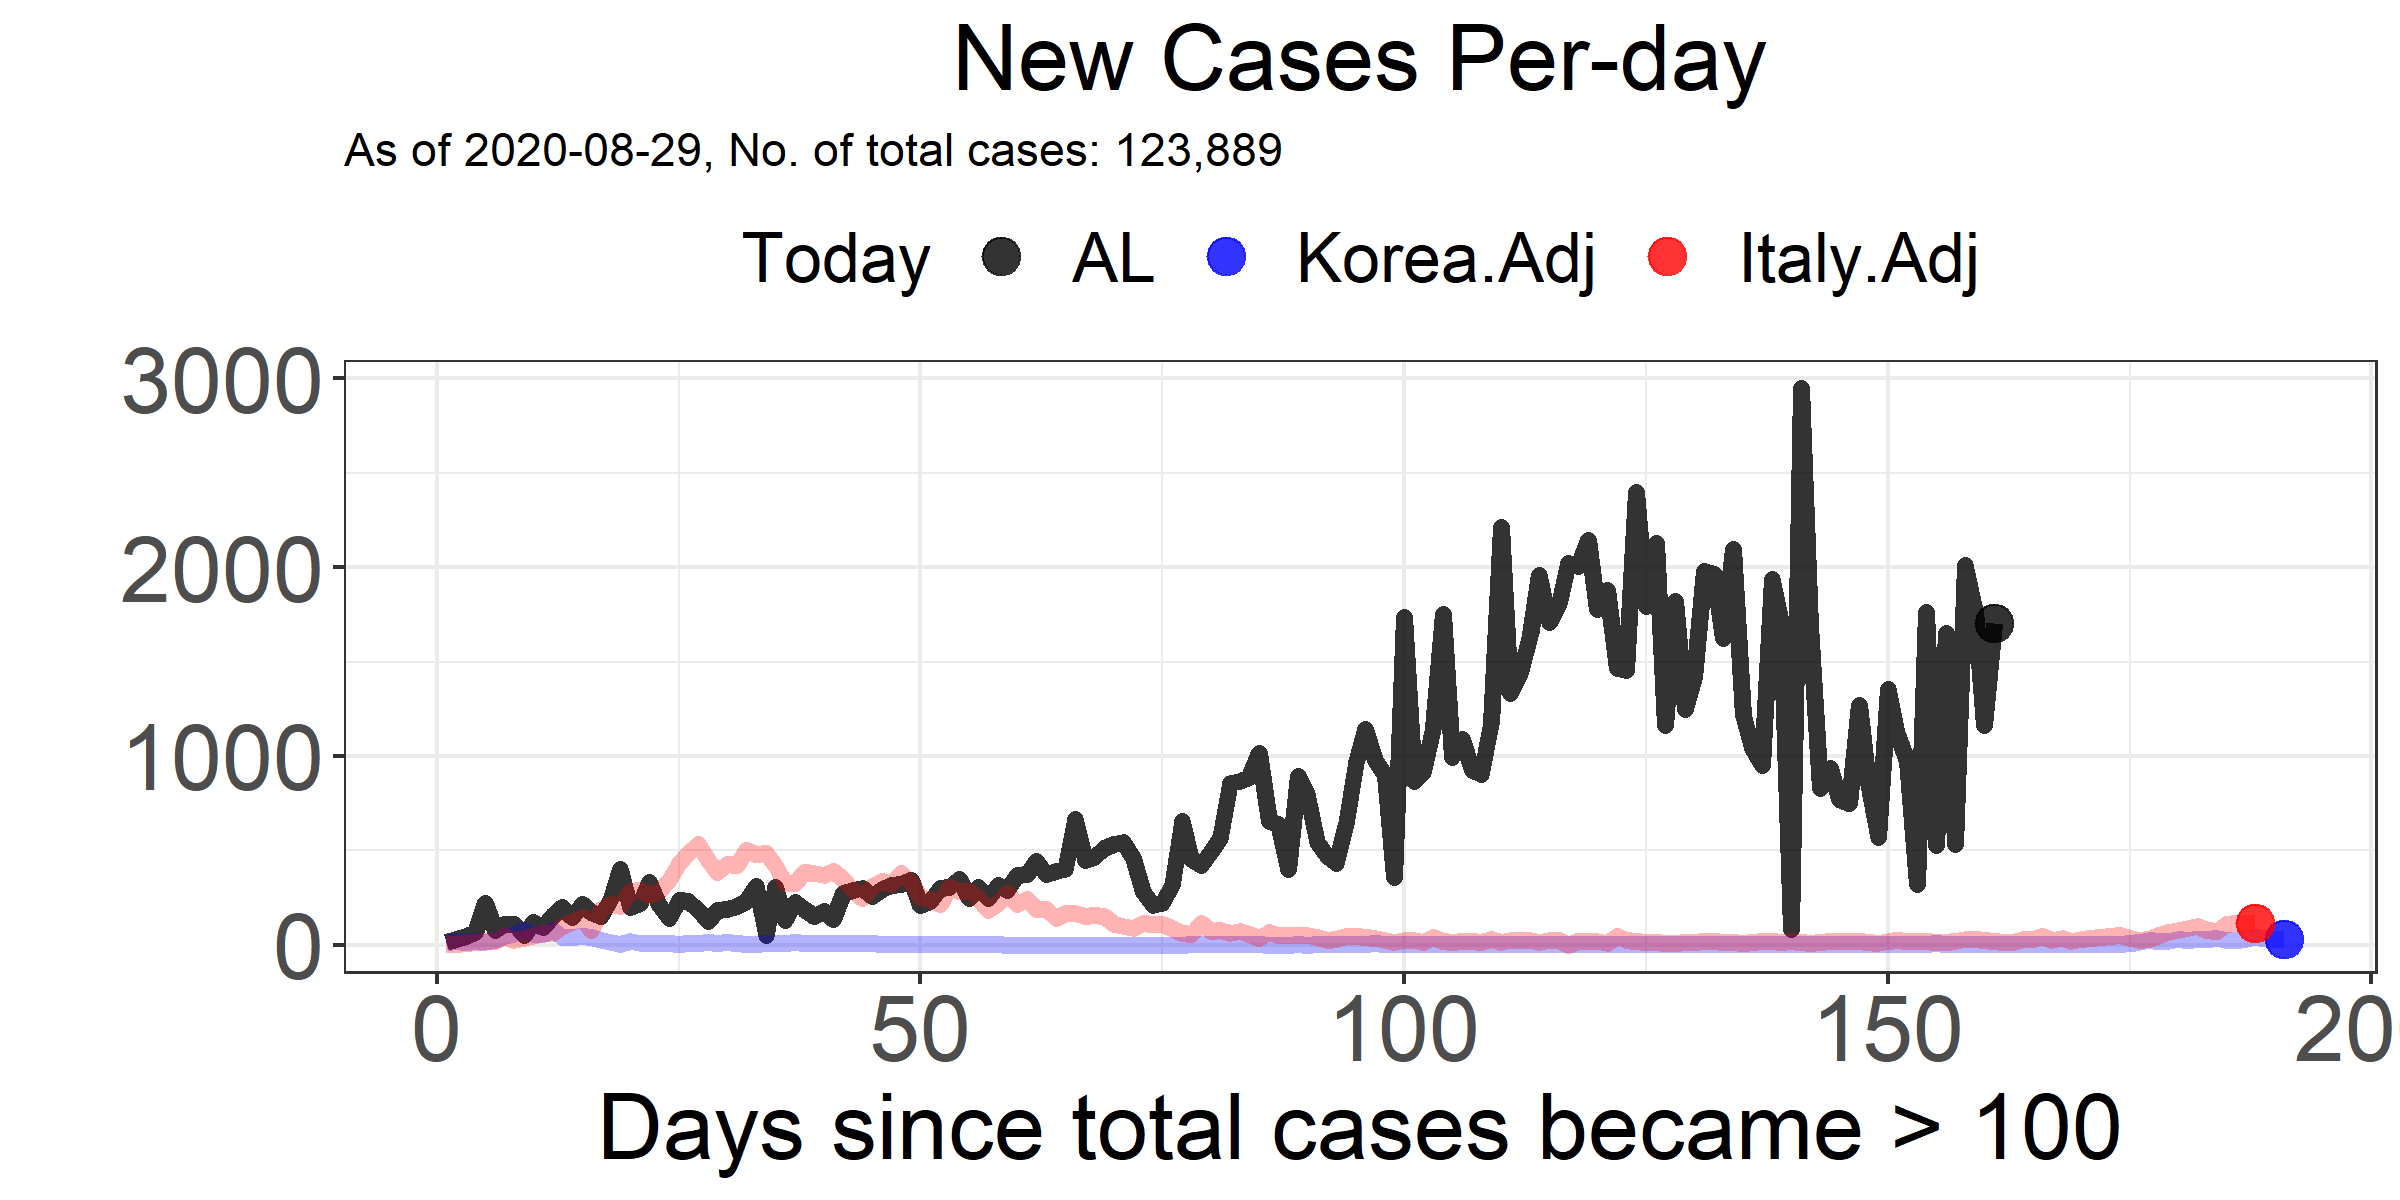 New Cases Per-day
As of 2020-08-29, No. of total cases: 123,889
Today AL Korea.Adj Italy.Adj
3000
2000
1000
0
0 50 100 150 20
Days since total cases became > 100